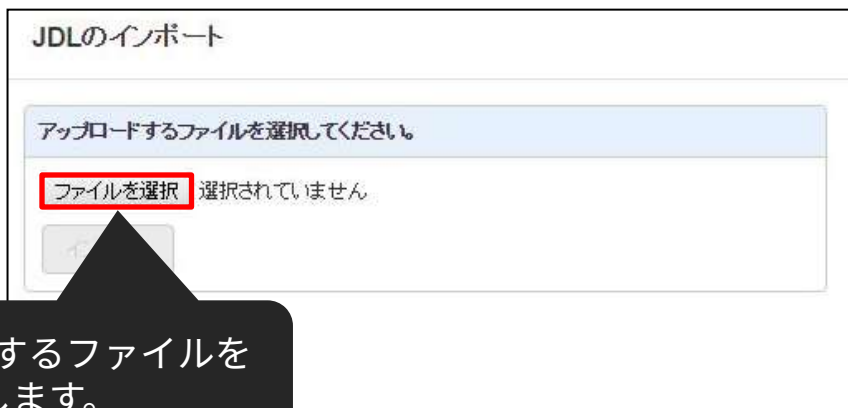 JDLのインポート
アップロードするファイルを選択してください。
ファイルを選択 選択されていません
するファイルを
します。